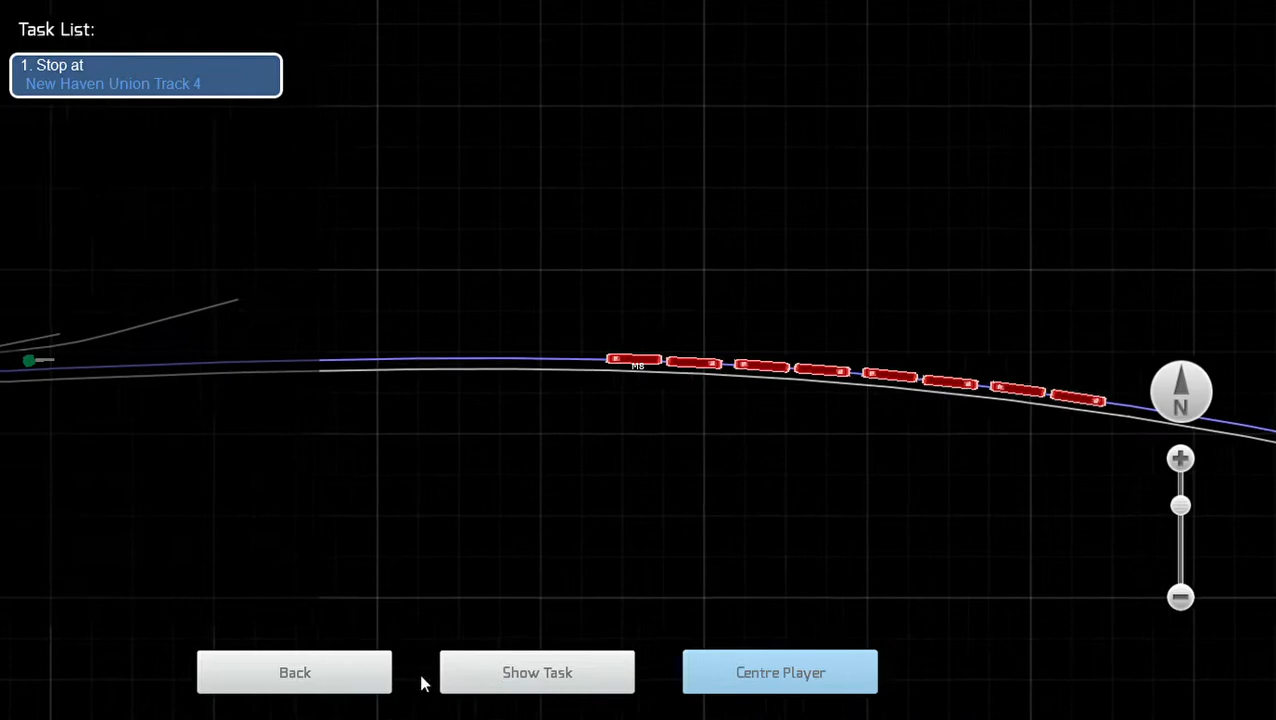 Task List:
1. Stop at
New Haven Union Track 4
M8
N
Back
Show Task
Centre Player